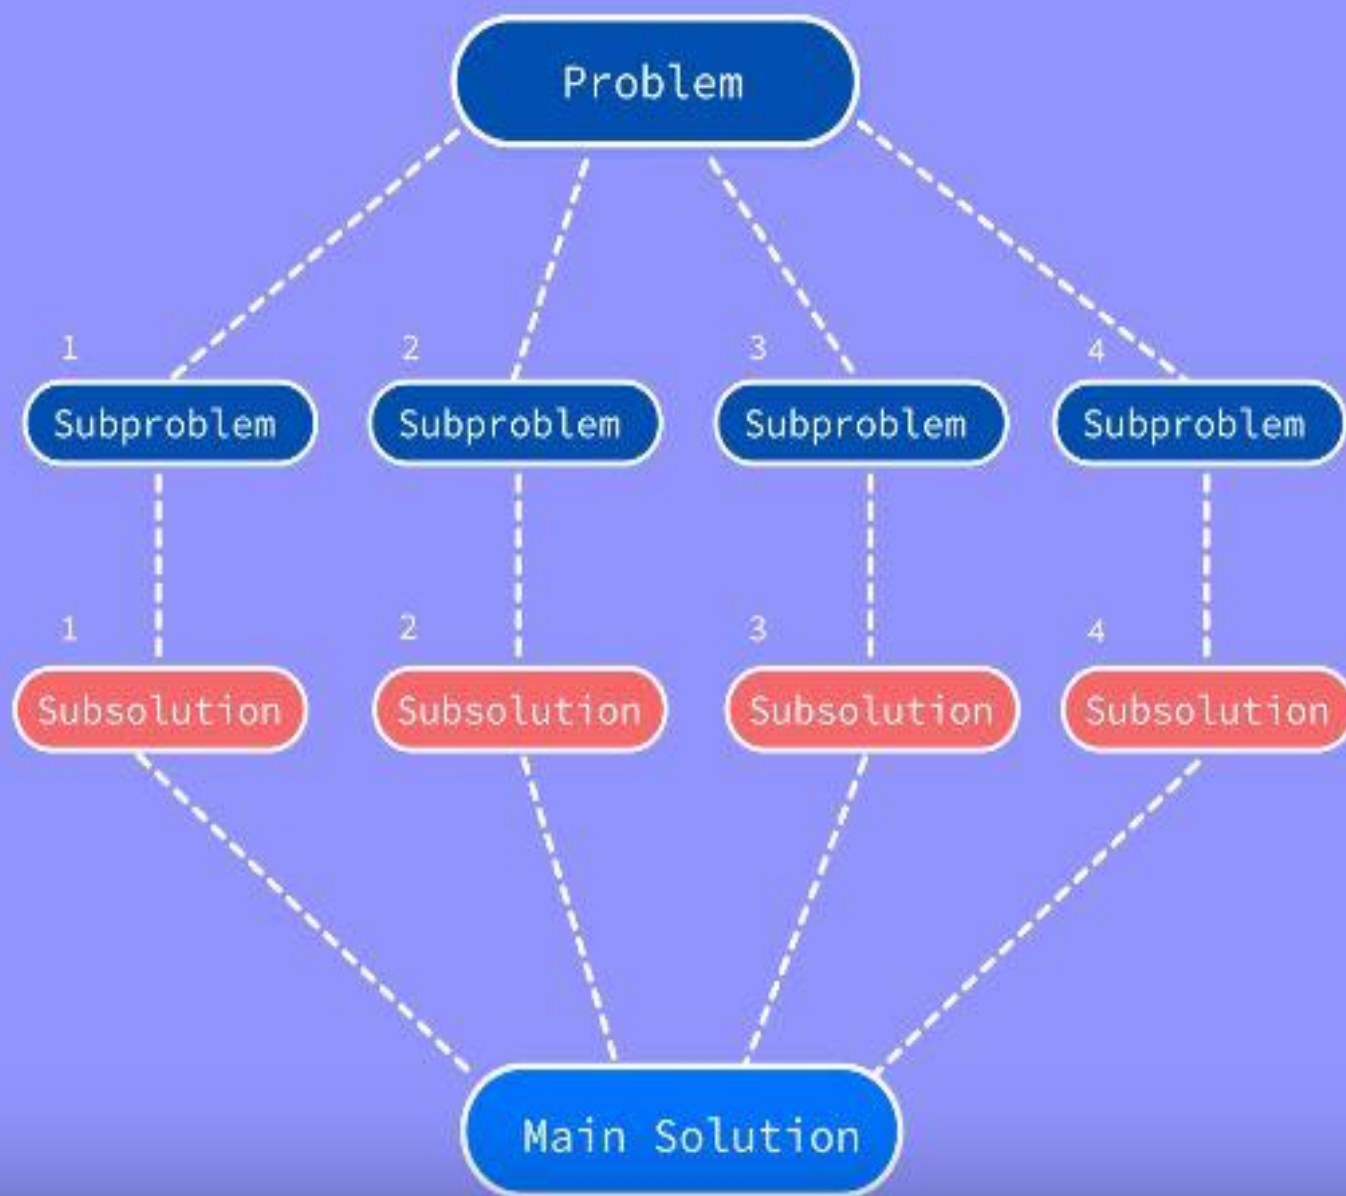 Problem
1 2 3 4
Subproblem Subproblem Subproblem Subproblem
1 2 3 4
Subsolution Subsolution Subsolution Subsolution
Main Solution